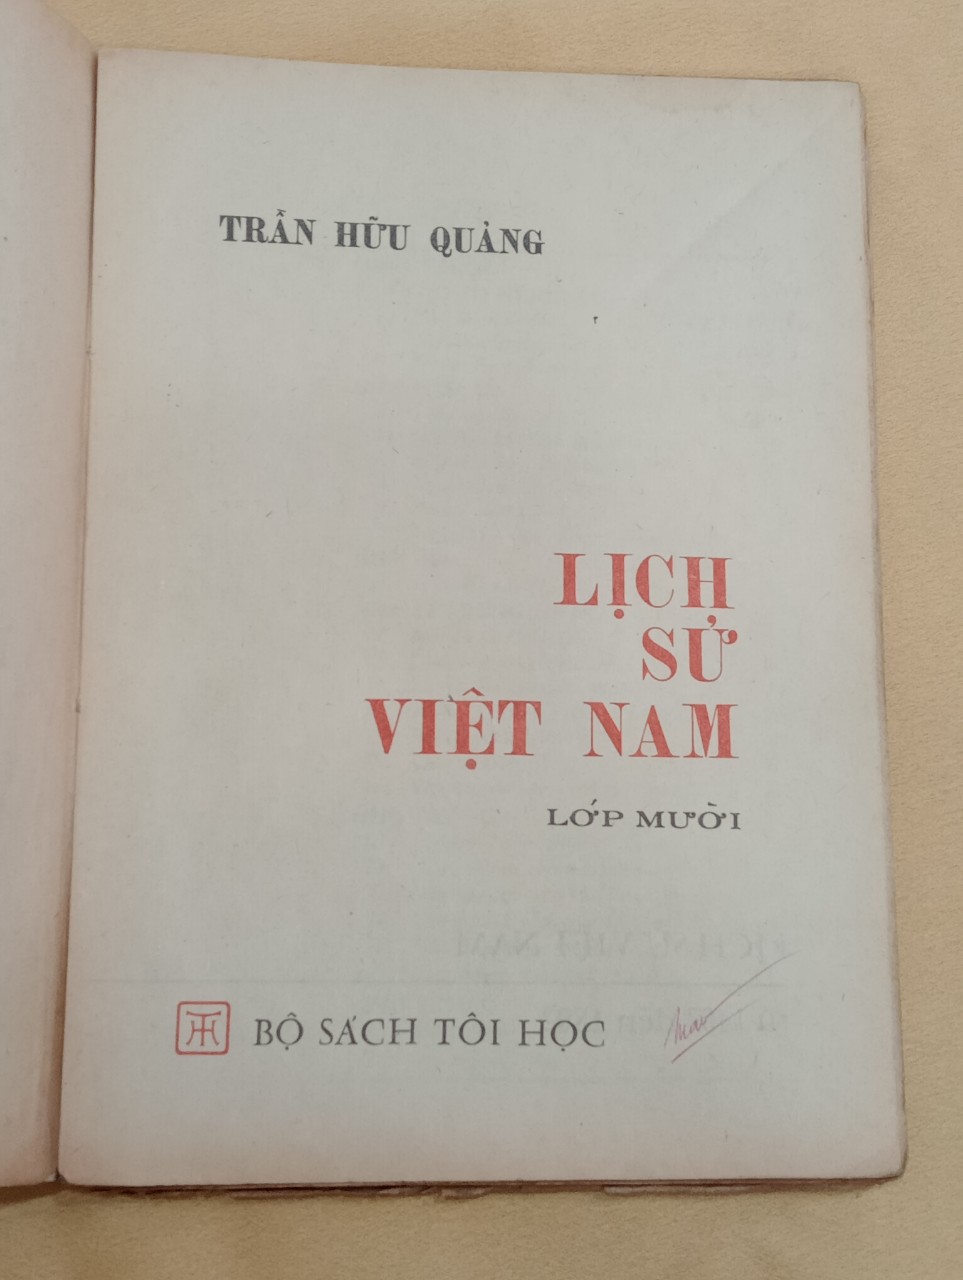 TRẦN HỮU QUẢNG
LỊCH
SỬ
VIỆT NAM
LỚP MƯỜI
BỘ SÁCH TÔI HỌC